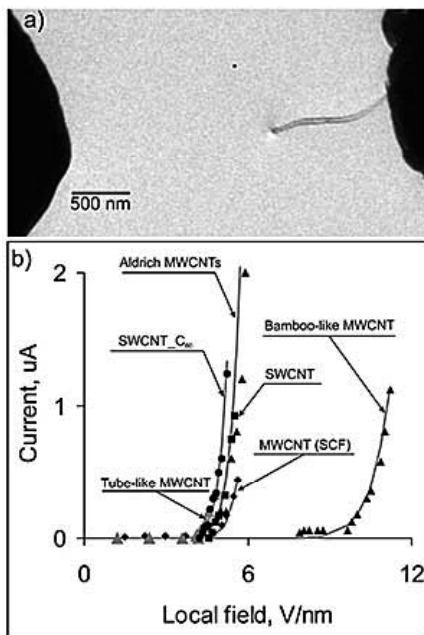 a)
500 nm
b)
2
Aldrich MWCNTs
Bamboo-like MWCNT
SWCNT_C₆₀
SWCNT
1
MWCNT (SCF)
Tube-like MWCNT
0
0
6
12
Current, uA
Local field, V/nm